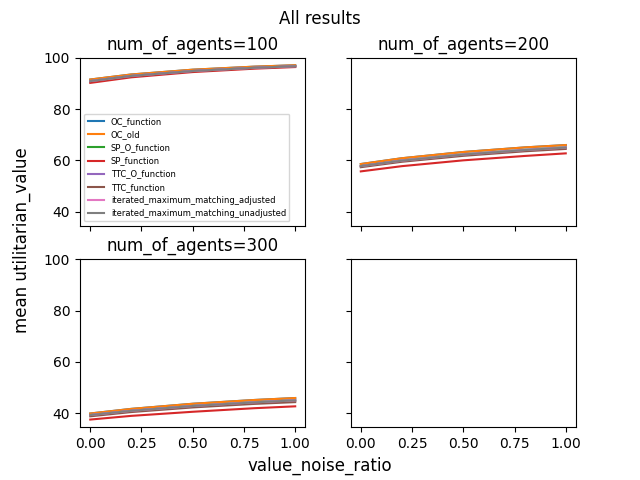 All results
num_of_agents=100
num_of_agents=200
100
80
60
40
OC_function
OC_old
SP_O_function
SP_function
TTC_O_function
TTC_function
iterated_maximum_matching_adjusted
iterated_maximum_matching_unadjusted
mean utilitarian_value
num_of_agents=300
100
80
60
40
0.00 0.25 0.50 0.75 1.00
0.00 0.25 0.50 0.75 1.00
value_noise_ratio